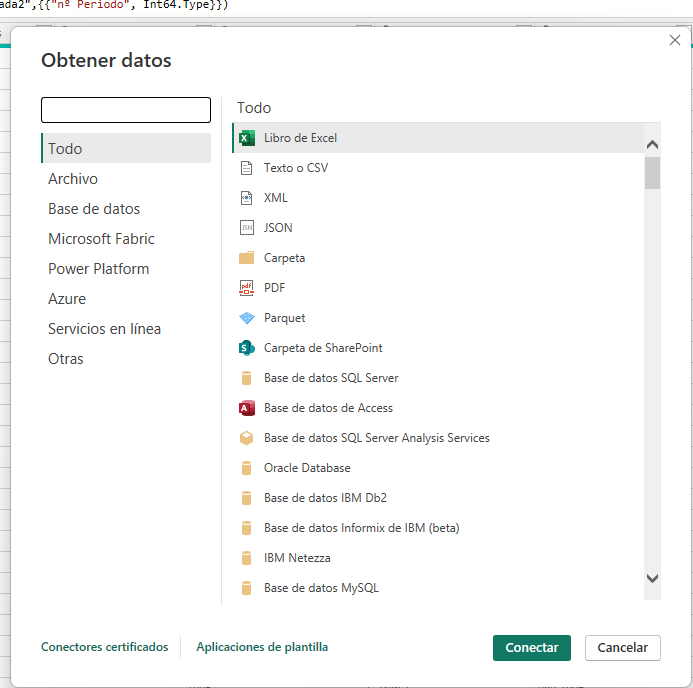 ada2",{{"nº Periodo", Int64.Type}})
Obtener datos
Todo
Archivo
Base de datos
Microsoft Fabric
Power Platform
Azure
Servicios en línea
Otras
Todo
Libro de Excel
Texto o CSV
XML
JSON
Carpeta
PDF
Parquet
Carpeta de SharePoint
Base de datos SQL Server
Base de datos de Access
Base de datos SQL Server Analysis Services
Oracle Database
Base de datos IBM Db2
Base de datos Informix de IBM (beta)
IBM Netezza
Base de datos MySQL
Conectores certificados
Aplicaciones de plantilla
Conectar
Cancelar